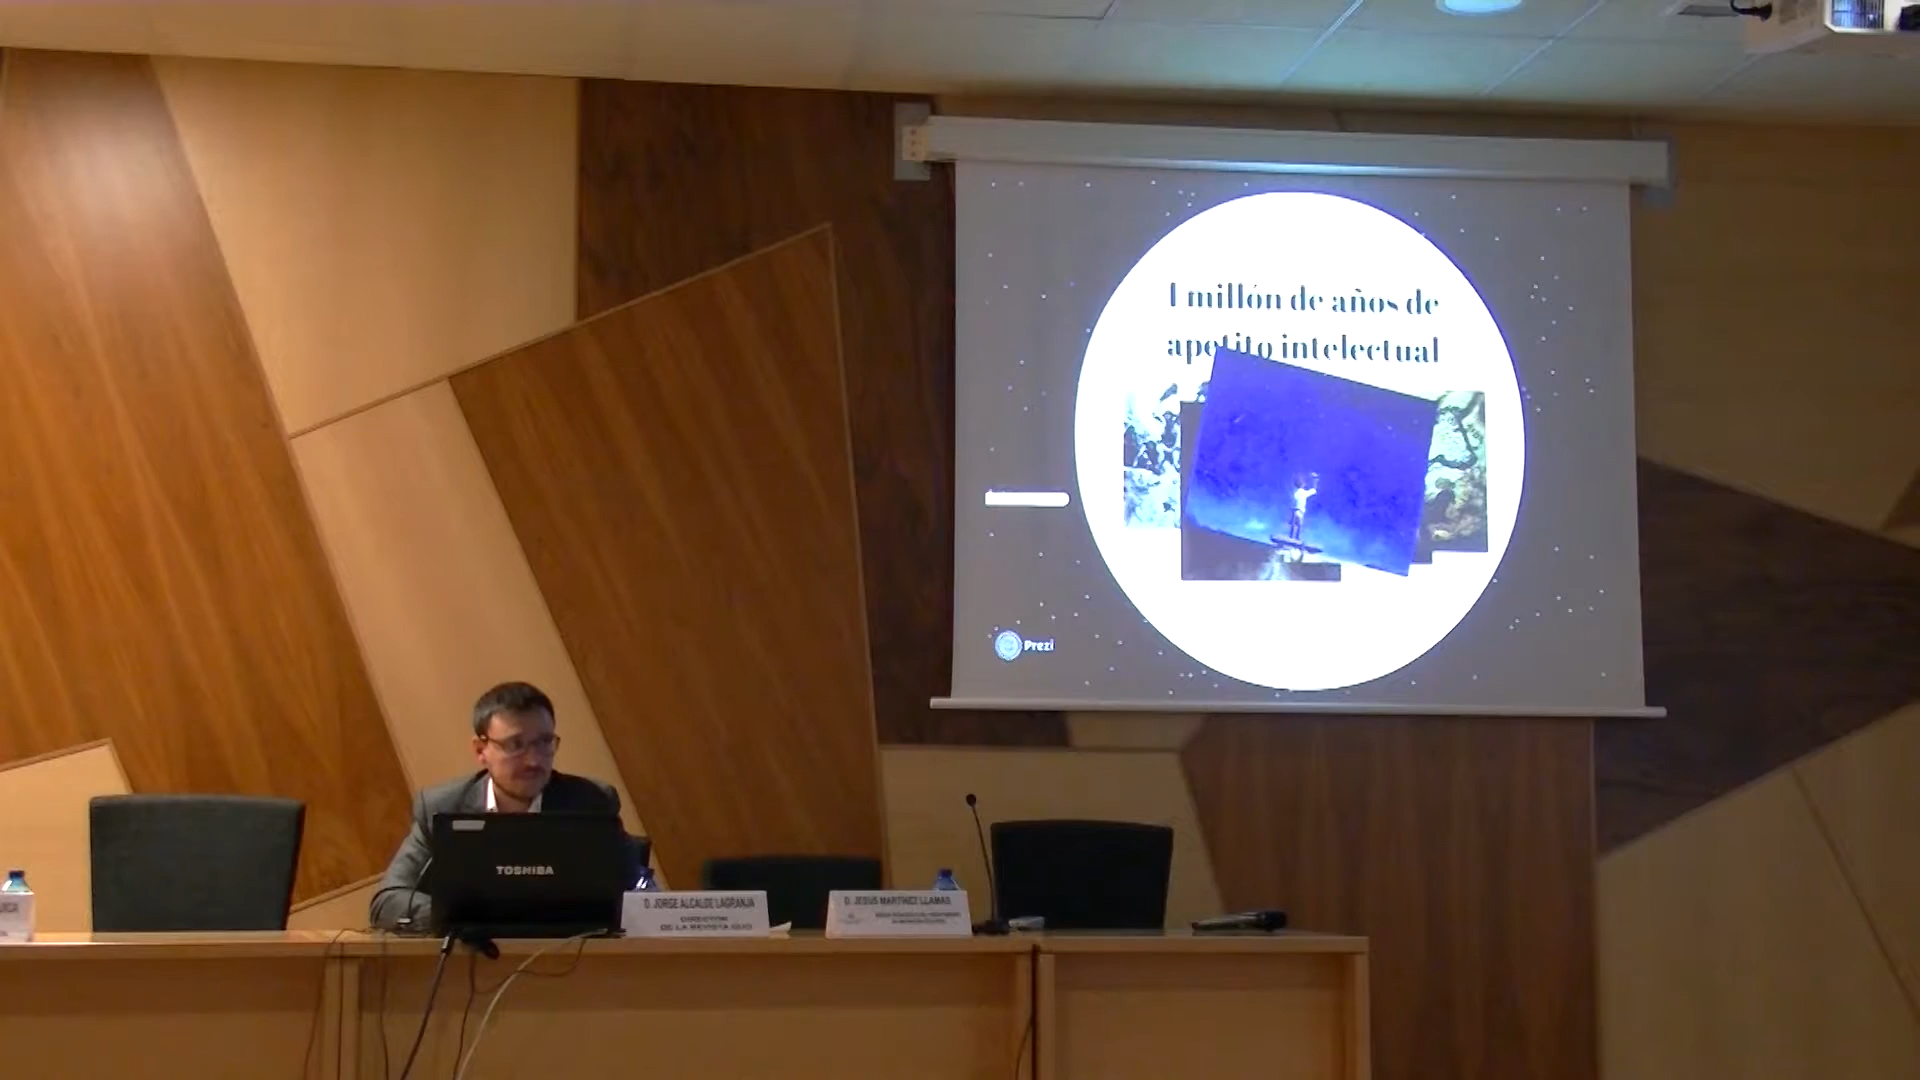 1 millón de años de
apetito intelectual
Prezi
TOSHIBA
D. JORGE ALCALDE LAGRANJA
DIRECTOR
DE LA REVISTA QUO
D. JESUS MARTINEZ LLAMAS